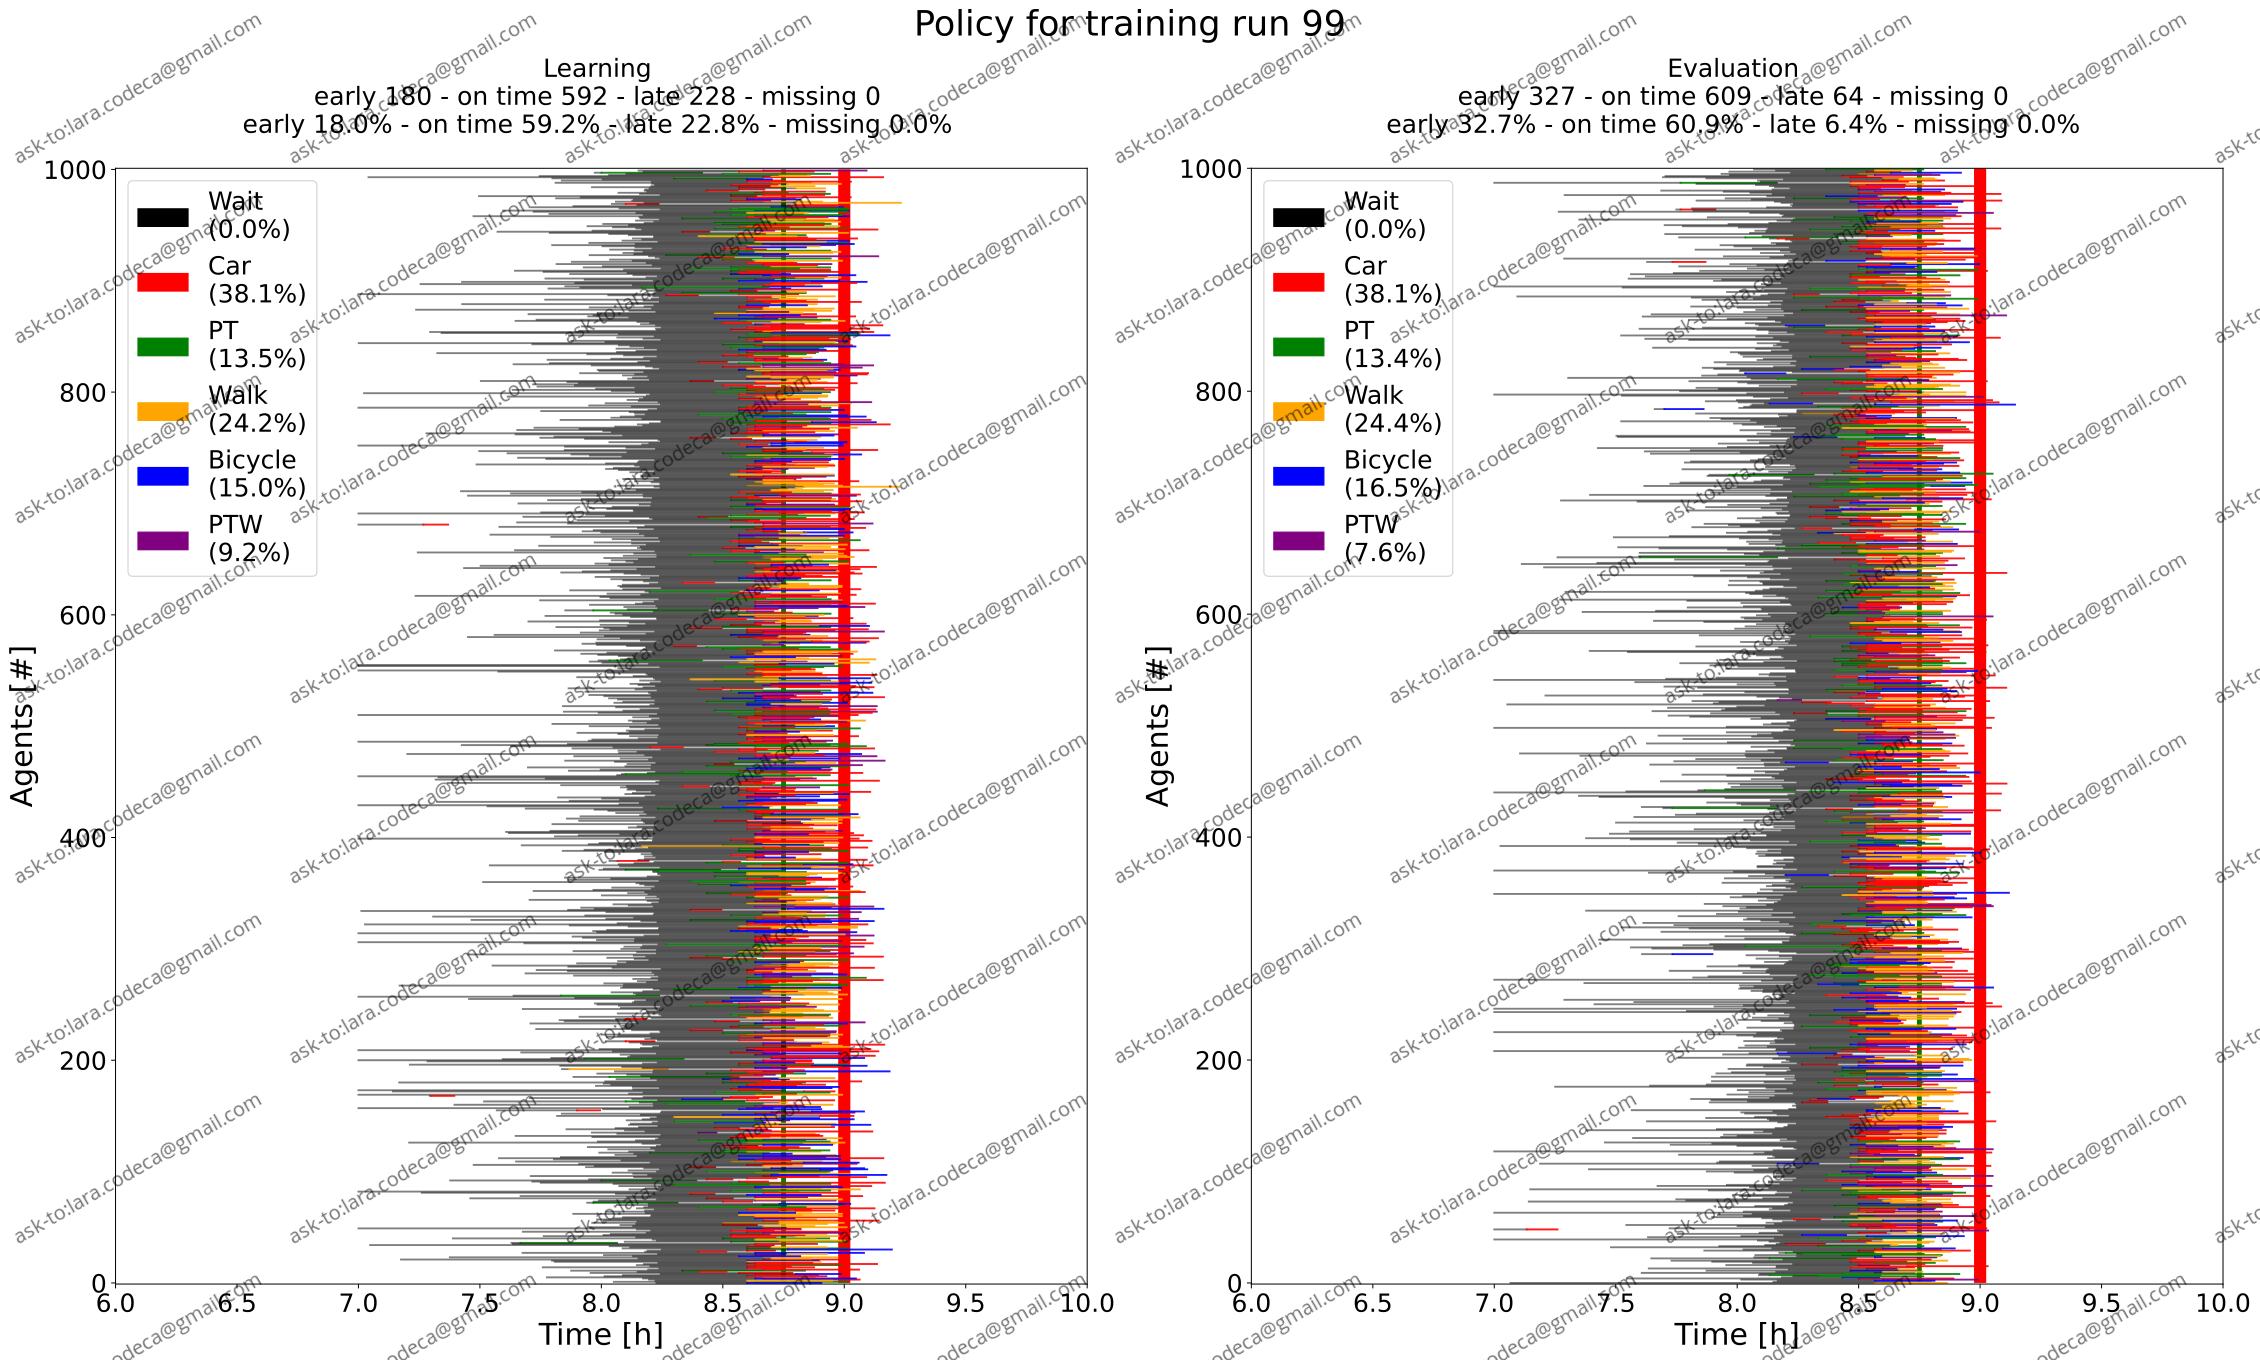 Policy for training run 99
Learning
early 180 - on time 592 - late 228 - missing 0
early 18.0% - on time 59.2% - late 22.8% - missing 0.0%
1000
800
600
400
200
0
Agents [#]
Wait
(0.0%)
Car
(38.1%)
PT
(13.5%)
Walk
(24.2%)
Bicycle
(15.0%)
PTW
(9.2%)
6.0 6.5 7.0 7.5 8.0 8.5 9.0 9.5 10.0
Time [h]
Evaluation
early 327 - on time 609 - late 64 - missing 0
early 32.7% - on time 60.9% - late 6.4% - missing 0.0%
1000
800
600
400
200
0
Agents [#]
Wait
(0.0%)
Car
(38.1%)
PT
(13.4%)
Walk
(24.4%)
Bicycle
(16.5%)
PTW
(7.6%)
6.0 6.5 7.0 7.5 8.0 8.5 9.0 9.5 10.0
Time [h]
ask-to:lara.codeca@gmail.com